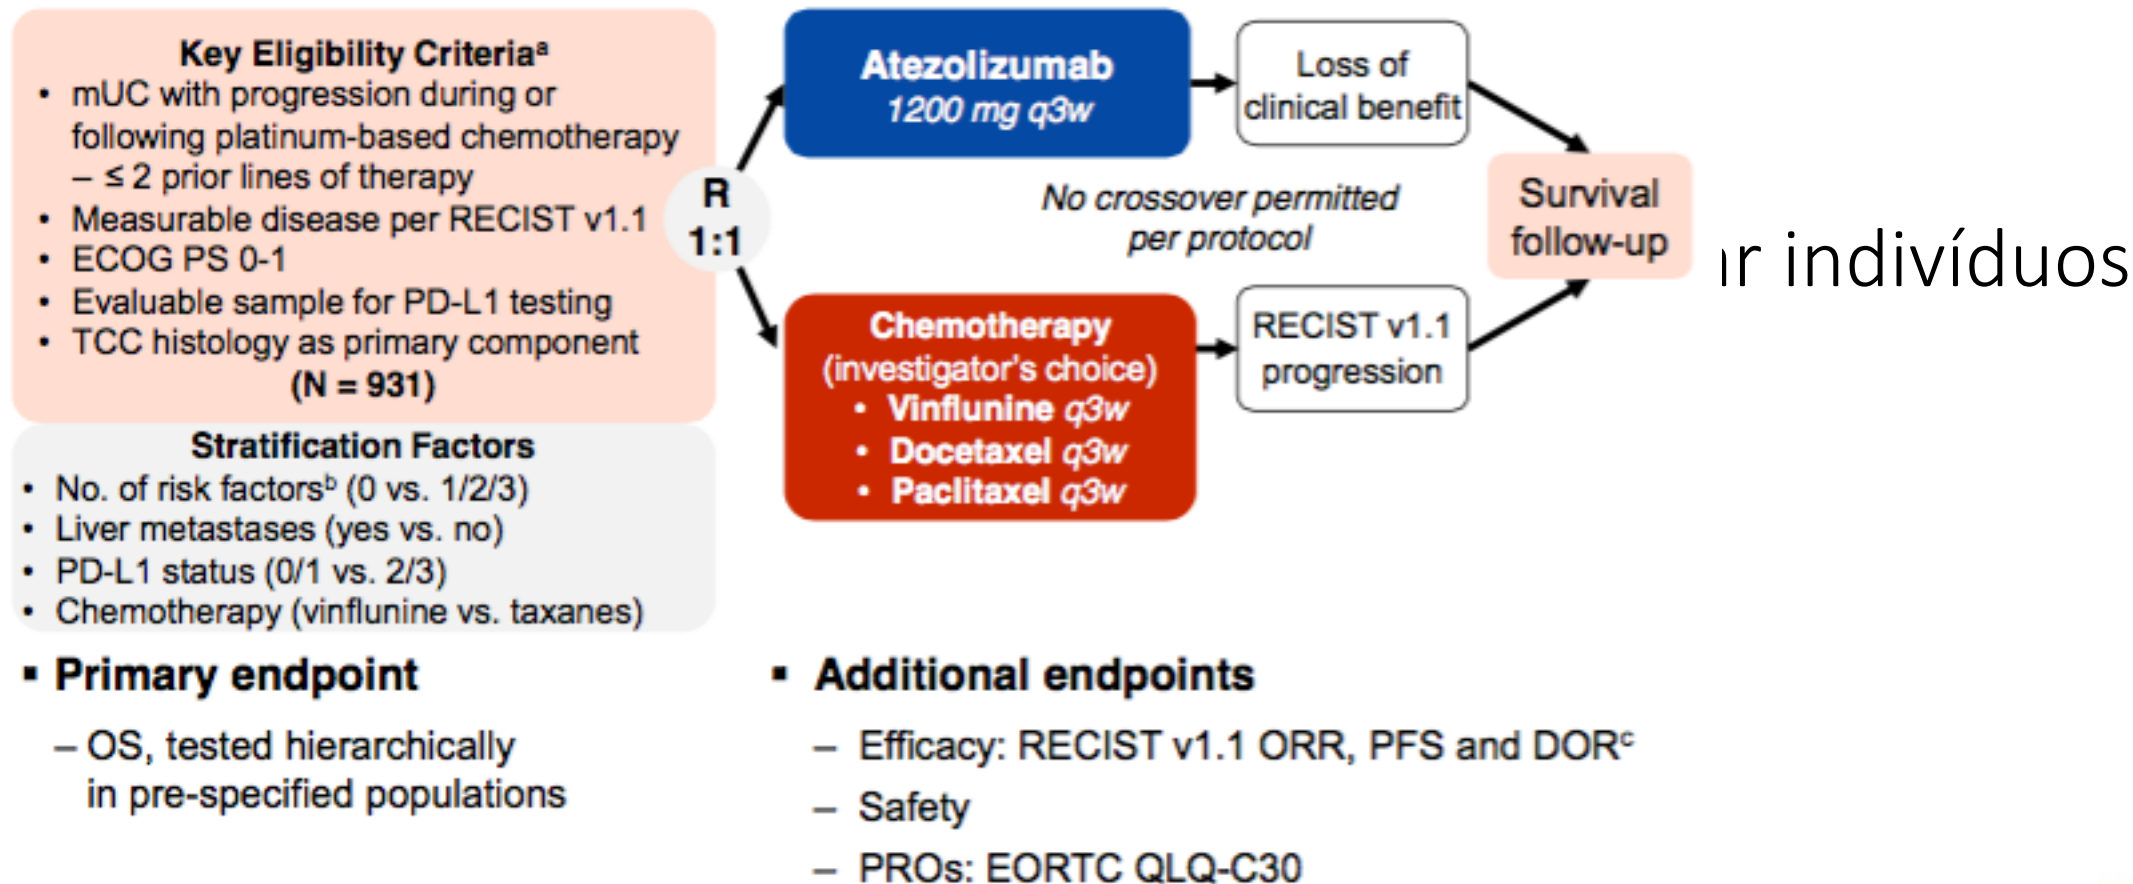 Key Eligibility Criteriaᵃ
• mUC with progression during or
following platinum-based chemotherapy
– ≤ 2 prior lines of therapy
• Measurable disease per RECIST v1.1
• ECOG PS 0-1
• Evaluable sample for PD-L1 testing
• TCC histology as primary component
(N = 931)
Stratification Factors
• No. of risk factorsᵇ (0 vs. 1/2/3)
• Liver metastases (yes vs. no)
• PD-L1 status (0/1 vs. 2/3)
• Chemotherapy (vinflunine vs. taxanes)
R
1:1
Atezolizumab
1200 mg q3w
Loss of
clinical benefit
No crossover permitted
per protocol
Chemotherapy
(investigator's choice)
• Vinflunine q3w
• Docetaxel q3w
• Paclitaxel q3w
RECIST v1.1
progression
Survival
follow-up
indivíduos
▪ Primary endpoint
– OS, tested hierarchically
in pre-specified populations
▪ Additional endpoints
– Efficacy: RECIST v1.1 ORR, PFS and DORᶜ
– Safety
– PROs: EORTC QLQ-C30